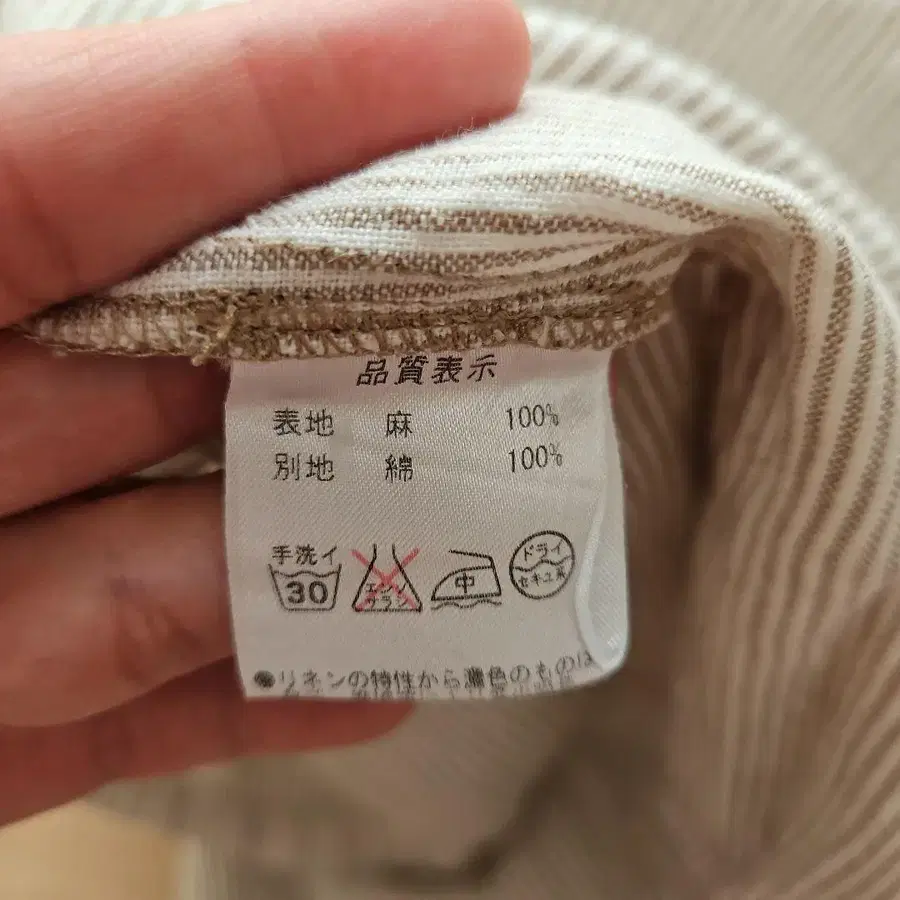 品質表示
表地 麻 100%
別地 綿 100%
手洗イ 30 エンソ サラシ 中 ドライ セキユ系
●リネンの特性から濃色のものは